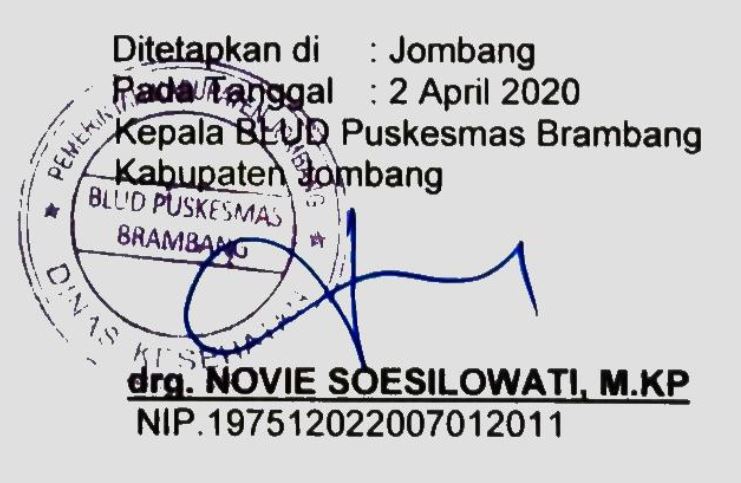 Ditetapkan di : Jombang
Pada Tanggal : 2 April 2020
Kepala BLUD Puskesmas Brambang
Kabupaten Jombang
PEMERINTAH KABUPATEN JOMBANG
BLUD PUSKESMAS
BRAMBANG
DINAS KESEHATAN
drg. NOVIE SOESILOWATI, M.KP
NIP.197512022007012011